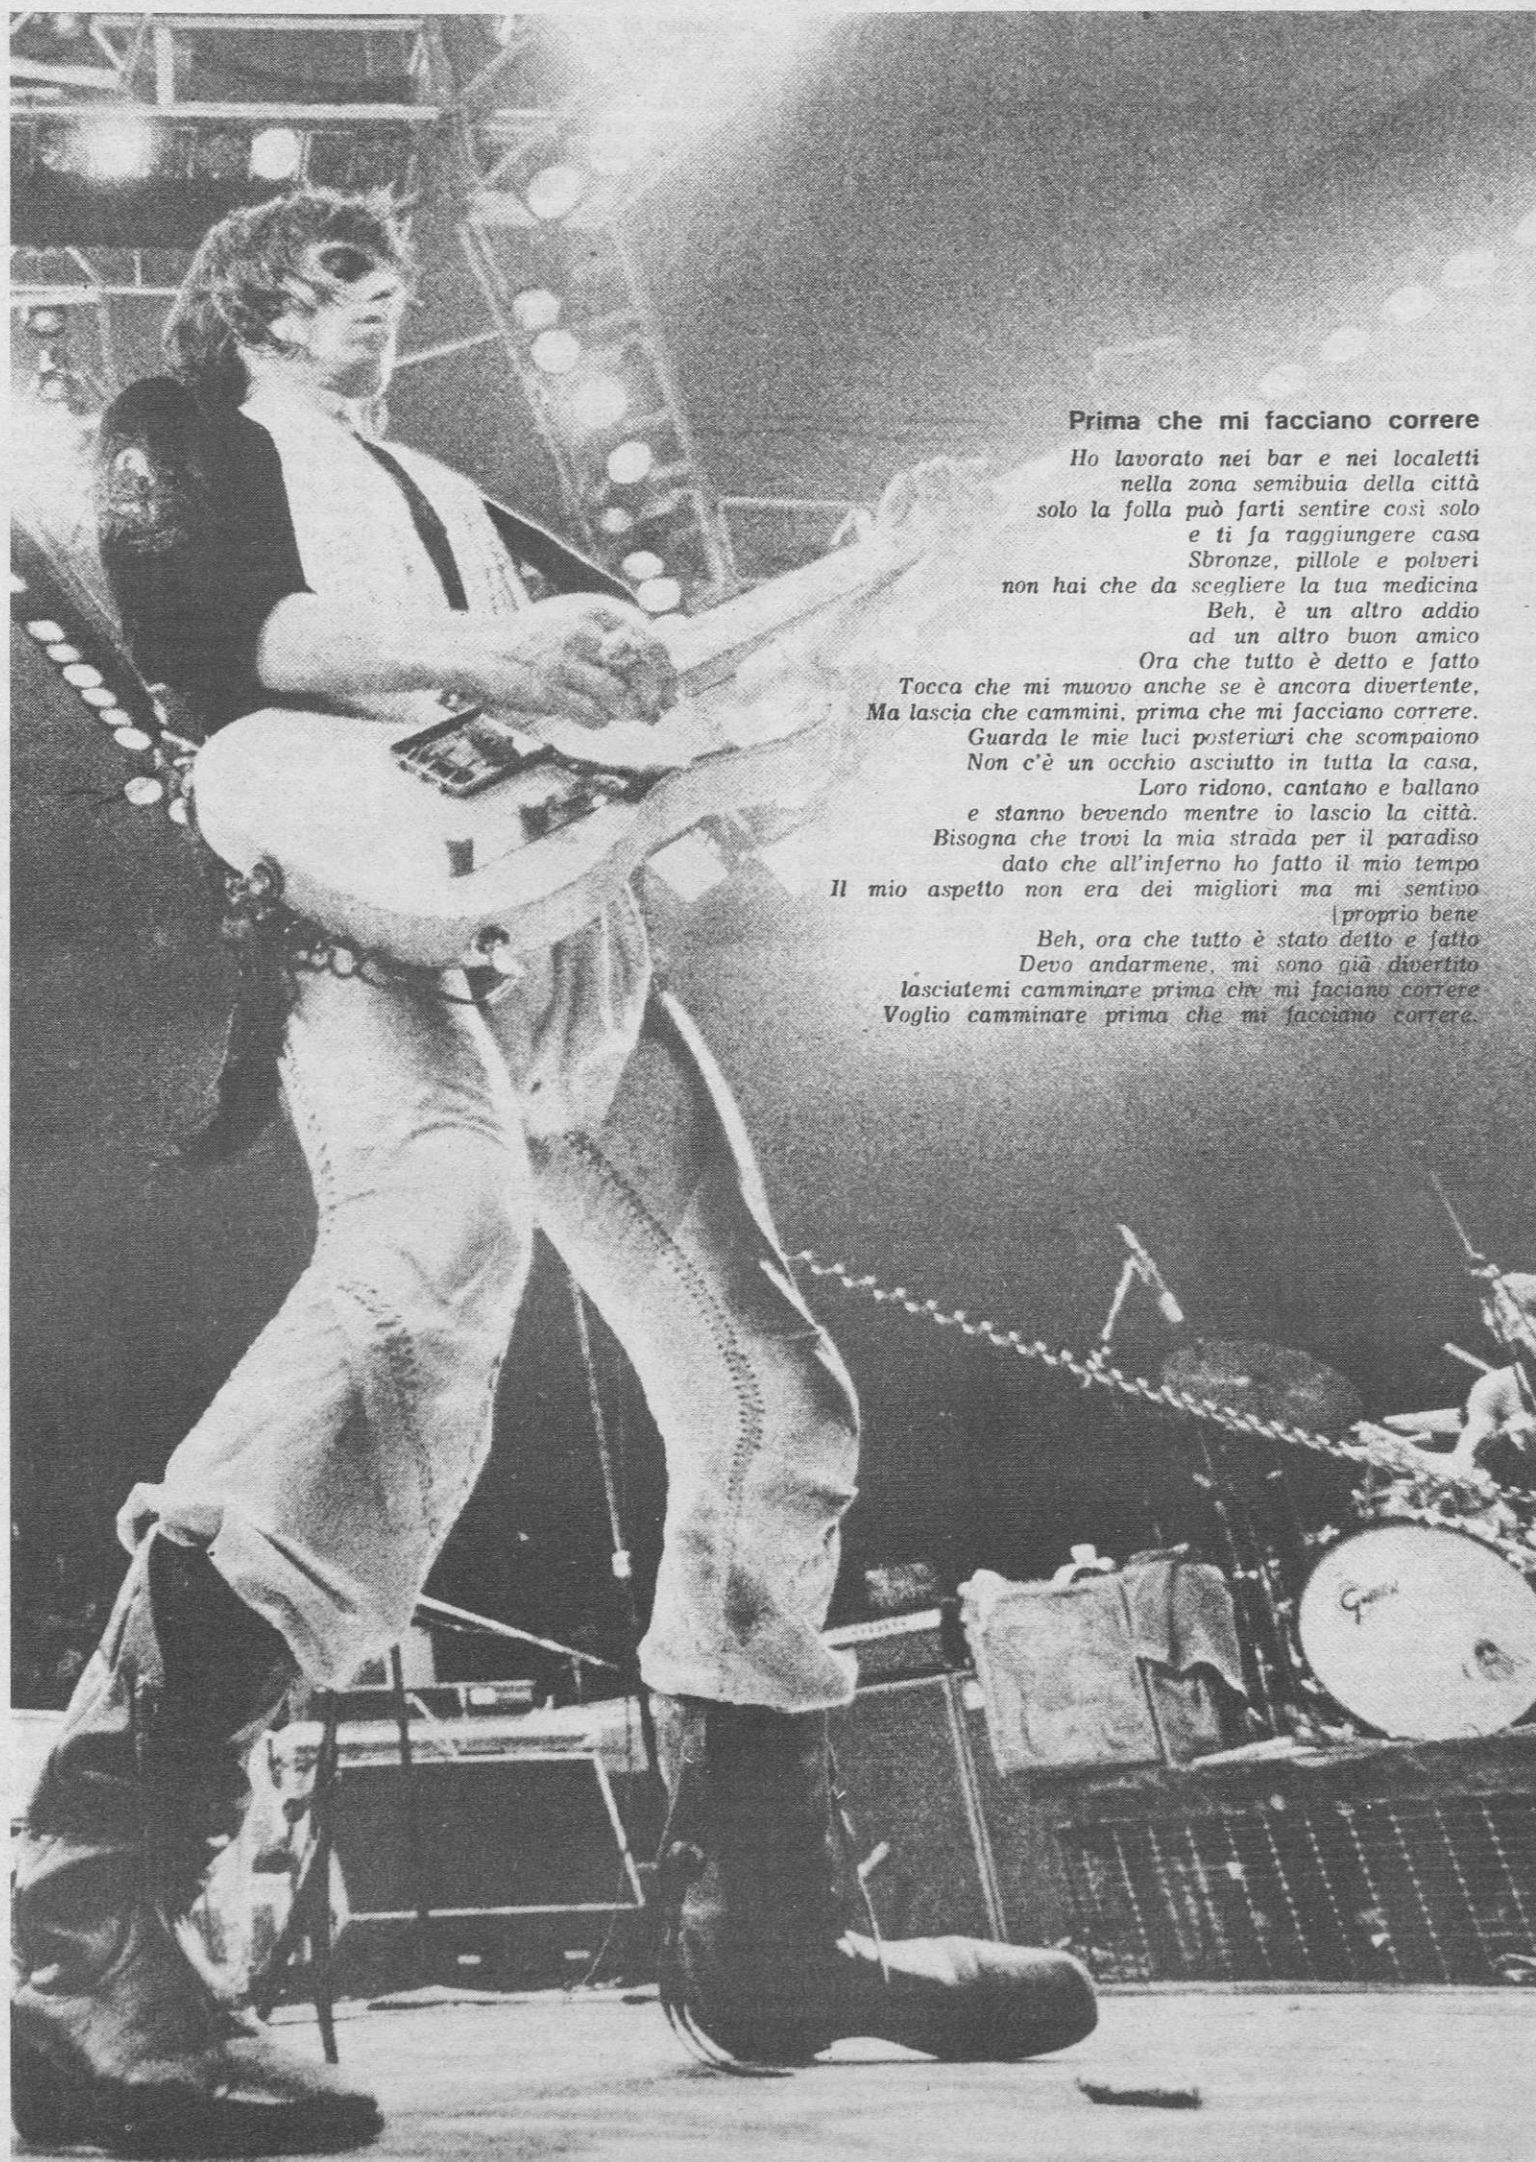 Prima che mi facciano correre
Ho lavorato nei bar e nei localetti
nella zona semibuia della città
solo la folla può farti sentire così solo
e ti fa raggiungere casa
Sbronze, pillole e polveri
non hai che da scegliere la tua medicina
Beh, è un altro addio
ad un altro buon amico
Ora che tutto è detto e fatto
Tocca che mi muovo anche se è ancora divertente,
Ma lascia che cammini, prima che mi facciano correre.
Guarda le mie luci posteriori che scompaiono
Non c'è un occhio asciutto in tutta la casa,
Loro ridono, cantano e ballano
e stanno bevendo mentre io lascio la città.
Bisogna che trovi la mia strada per il paradiso
dato che all'inferno ho fatto il mio tempo
Il mio aspetto non era dei migliori ma mi sentivo
|proprio bene
Beh, ora che tutto è stato detto e fatto
Devo andarmene, mi sono già divertito
lasciatemi camminare prima che mi faciano correre
Voglio camminare prima che mi facciano correre.
Gretsch